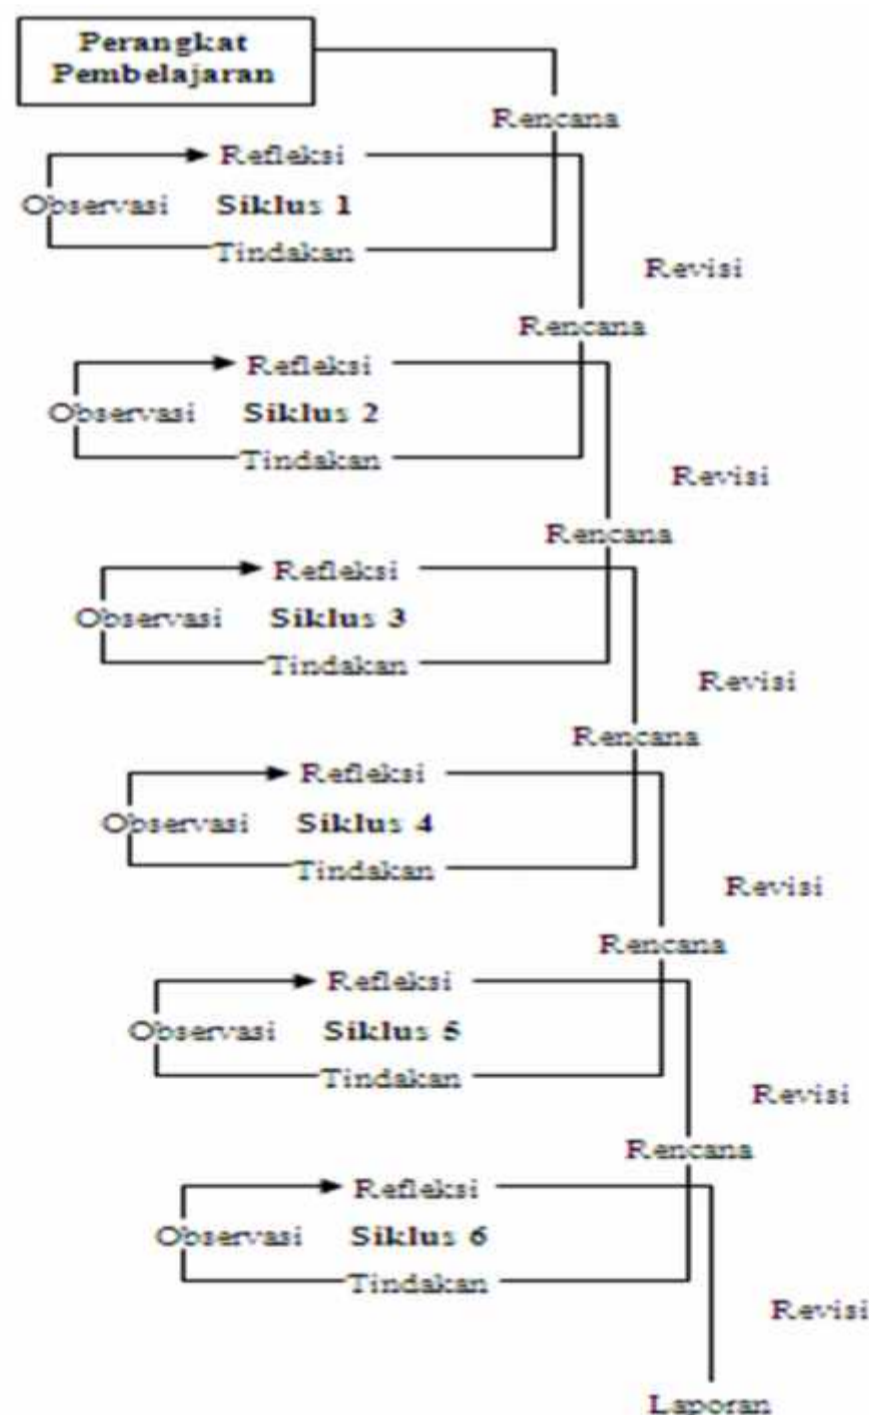 Perangkat
Pembelajaran
Rencana
Refleksi
Observasi Siklus 1
Tindakan
Revisi
Rencana
Refleksi
Observasi Siklus 2
Tindakan
Revisi
Rencana
Refleksi
Observasi Siklus 3
Tindakan
Revisi
Rencana
Refleksi
Observasi Siklus 4
Tindakan
Revisi
Rencana
Refleksi
Observasi Siklus 5
Tindakan
Revisi
Rencana
Refleksi
Observasi Siklus 6
Tindakan
Revisi
Laporan